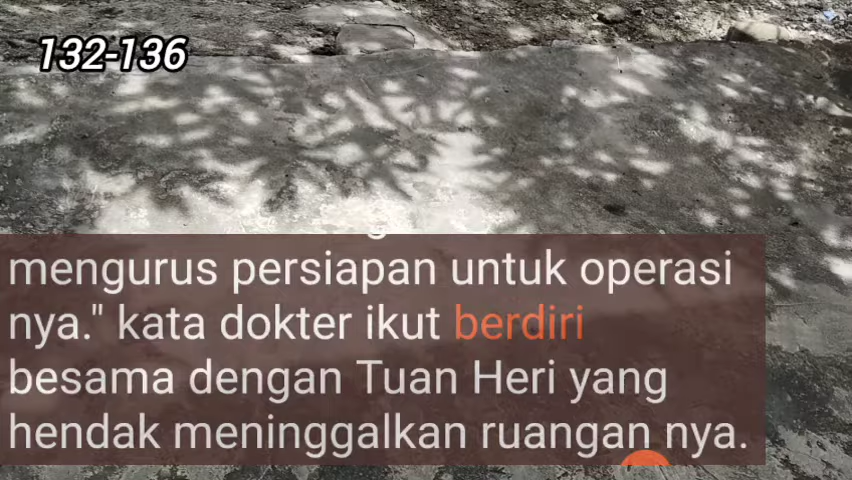 132-136
mengurus persiapan untuk operasi
nya." kata dokter ikut berdiri
besama dengan Tuan Heri yang
hendak meninggalkan ruangan nya.